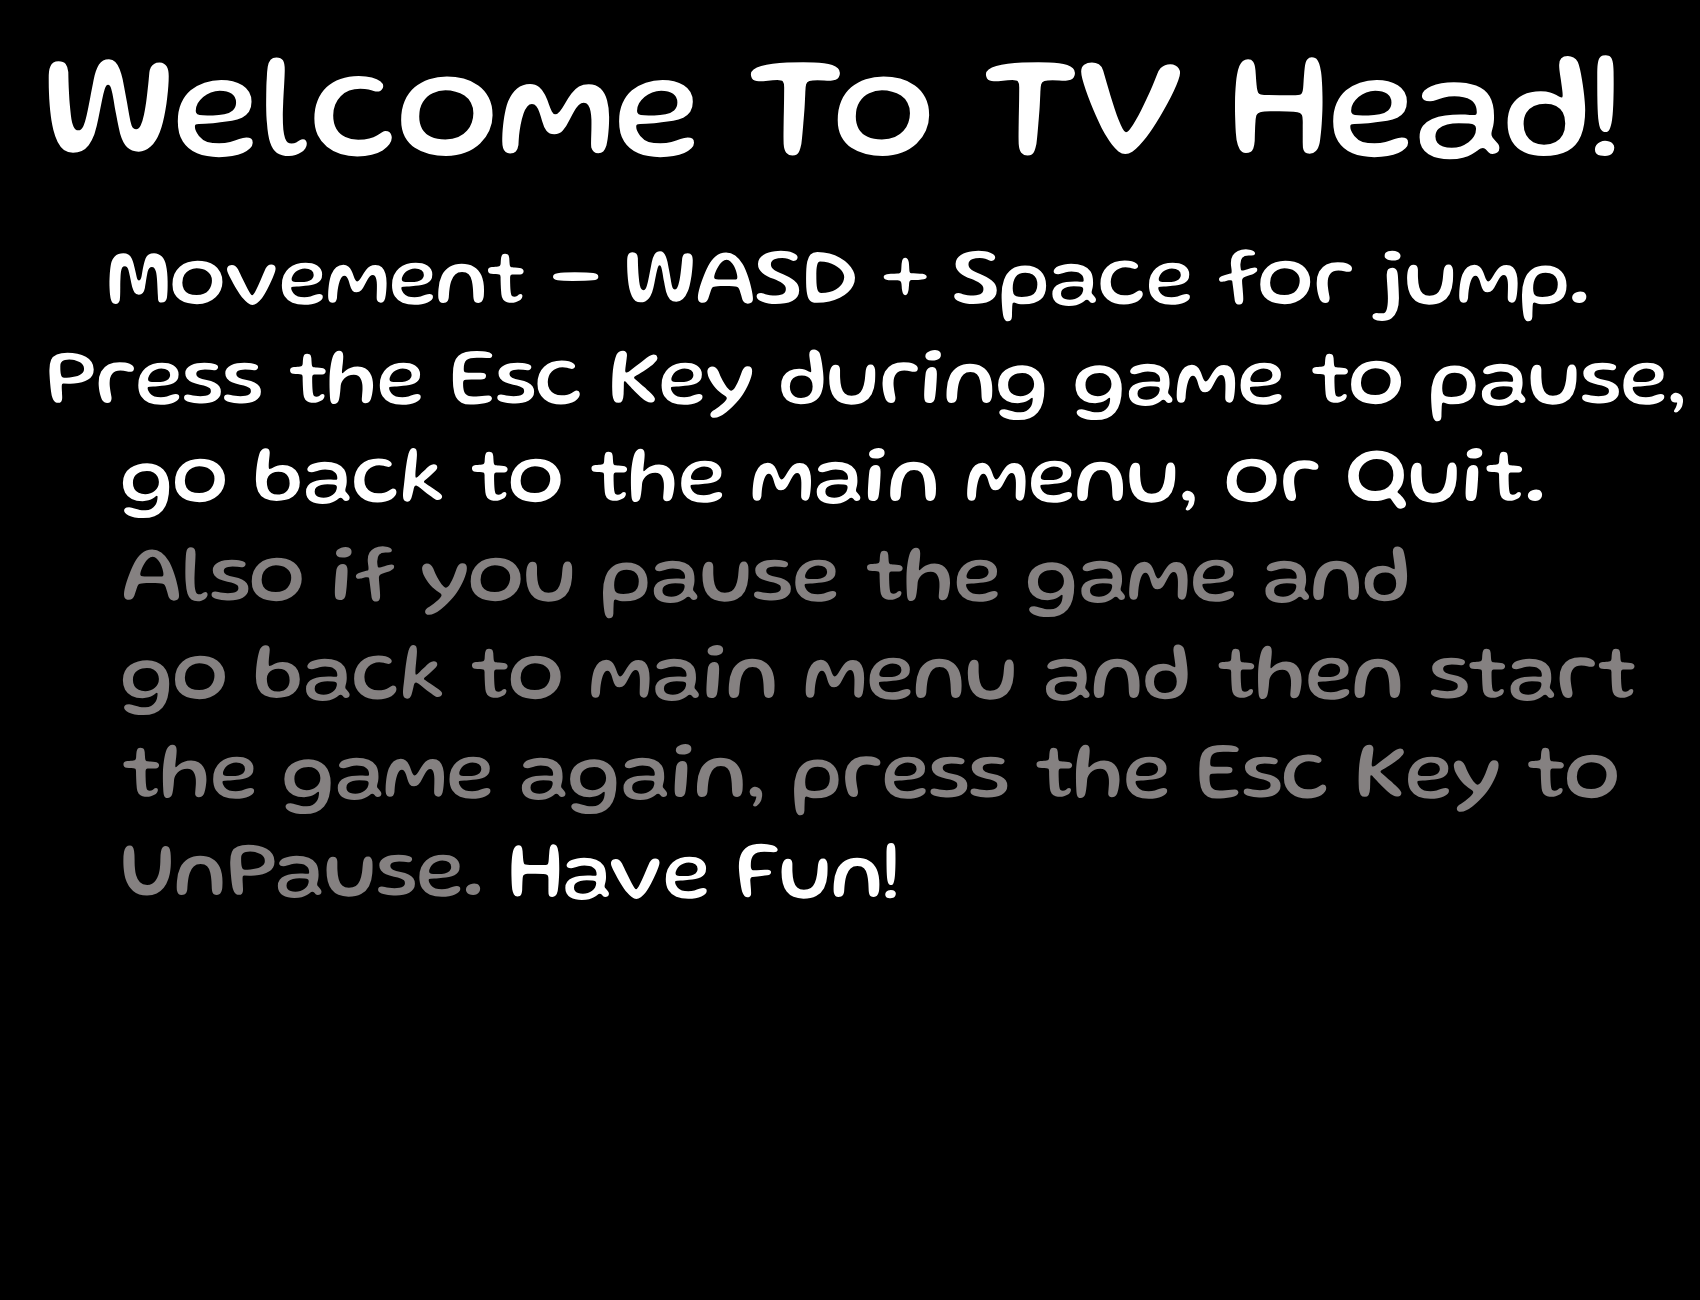 Welcome To TV Head!
Movement - WASD + Space for jump.
Press the Esc Key during game to pause,
go back to the main menu, or Quit.
Also if you pause the game and
go back to main menu and then start
the game again, press the Esc Key to
UnPause. Have Fun!